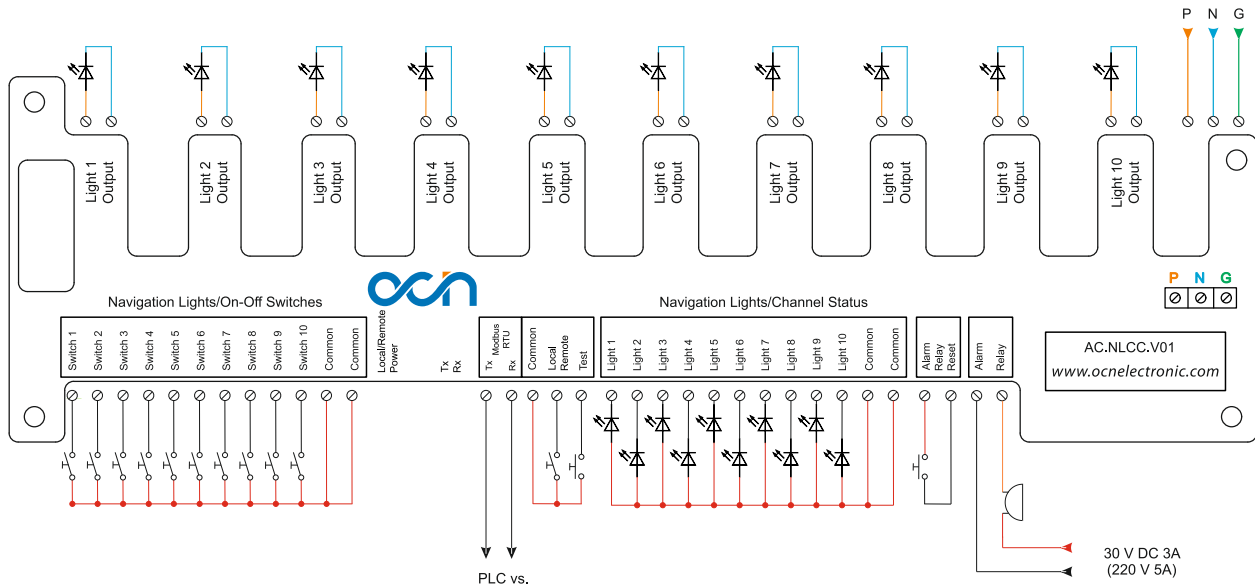 P N G
Light 1
Output
Light 2
Output
Light 3
Output
Light 4
Output
Light 5
Output
Light 6
Output
Light 7
Output
Light 8
Output
Light 9
Output
Light 10
Output
ocn
P N G
Navigation Lights/On-Off Switches
Navigation Lights/Channel Status
Switch 1
Switch 2
Switch 3
Switch 4
Switch 5
Switch 6
Switch 7
Switch 8
Switch 9
Switch 10
Common
Common
Local/Remote
Power
Tx
Rx
Tx
Modbus
RTU
Rx
Common
Local
Remote
Test
Light 1
Light 2
Light 3
Light 4
Light 5
Light 6
Light 7
Light 8
Light 9
Light 10
Common
Common
Alarm
Relay
Reset
Alarm
Relay
AC.NLCC.V01
www.ocnelectronic.com
PLC vs.
30 V DC 3A
(220 V 5A)